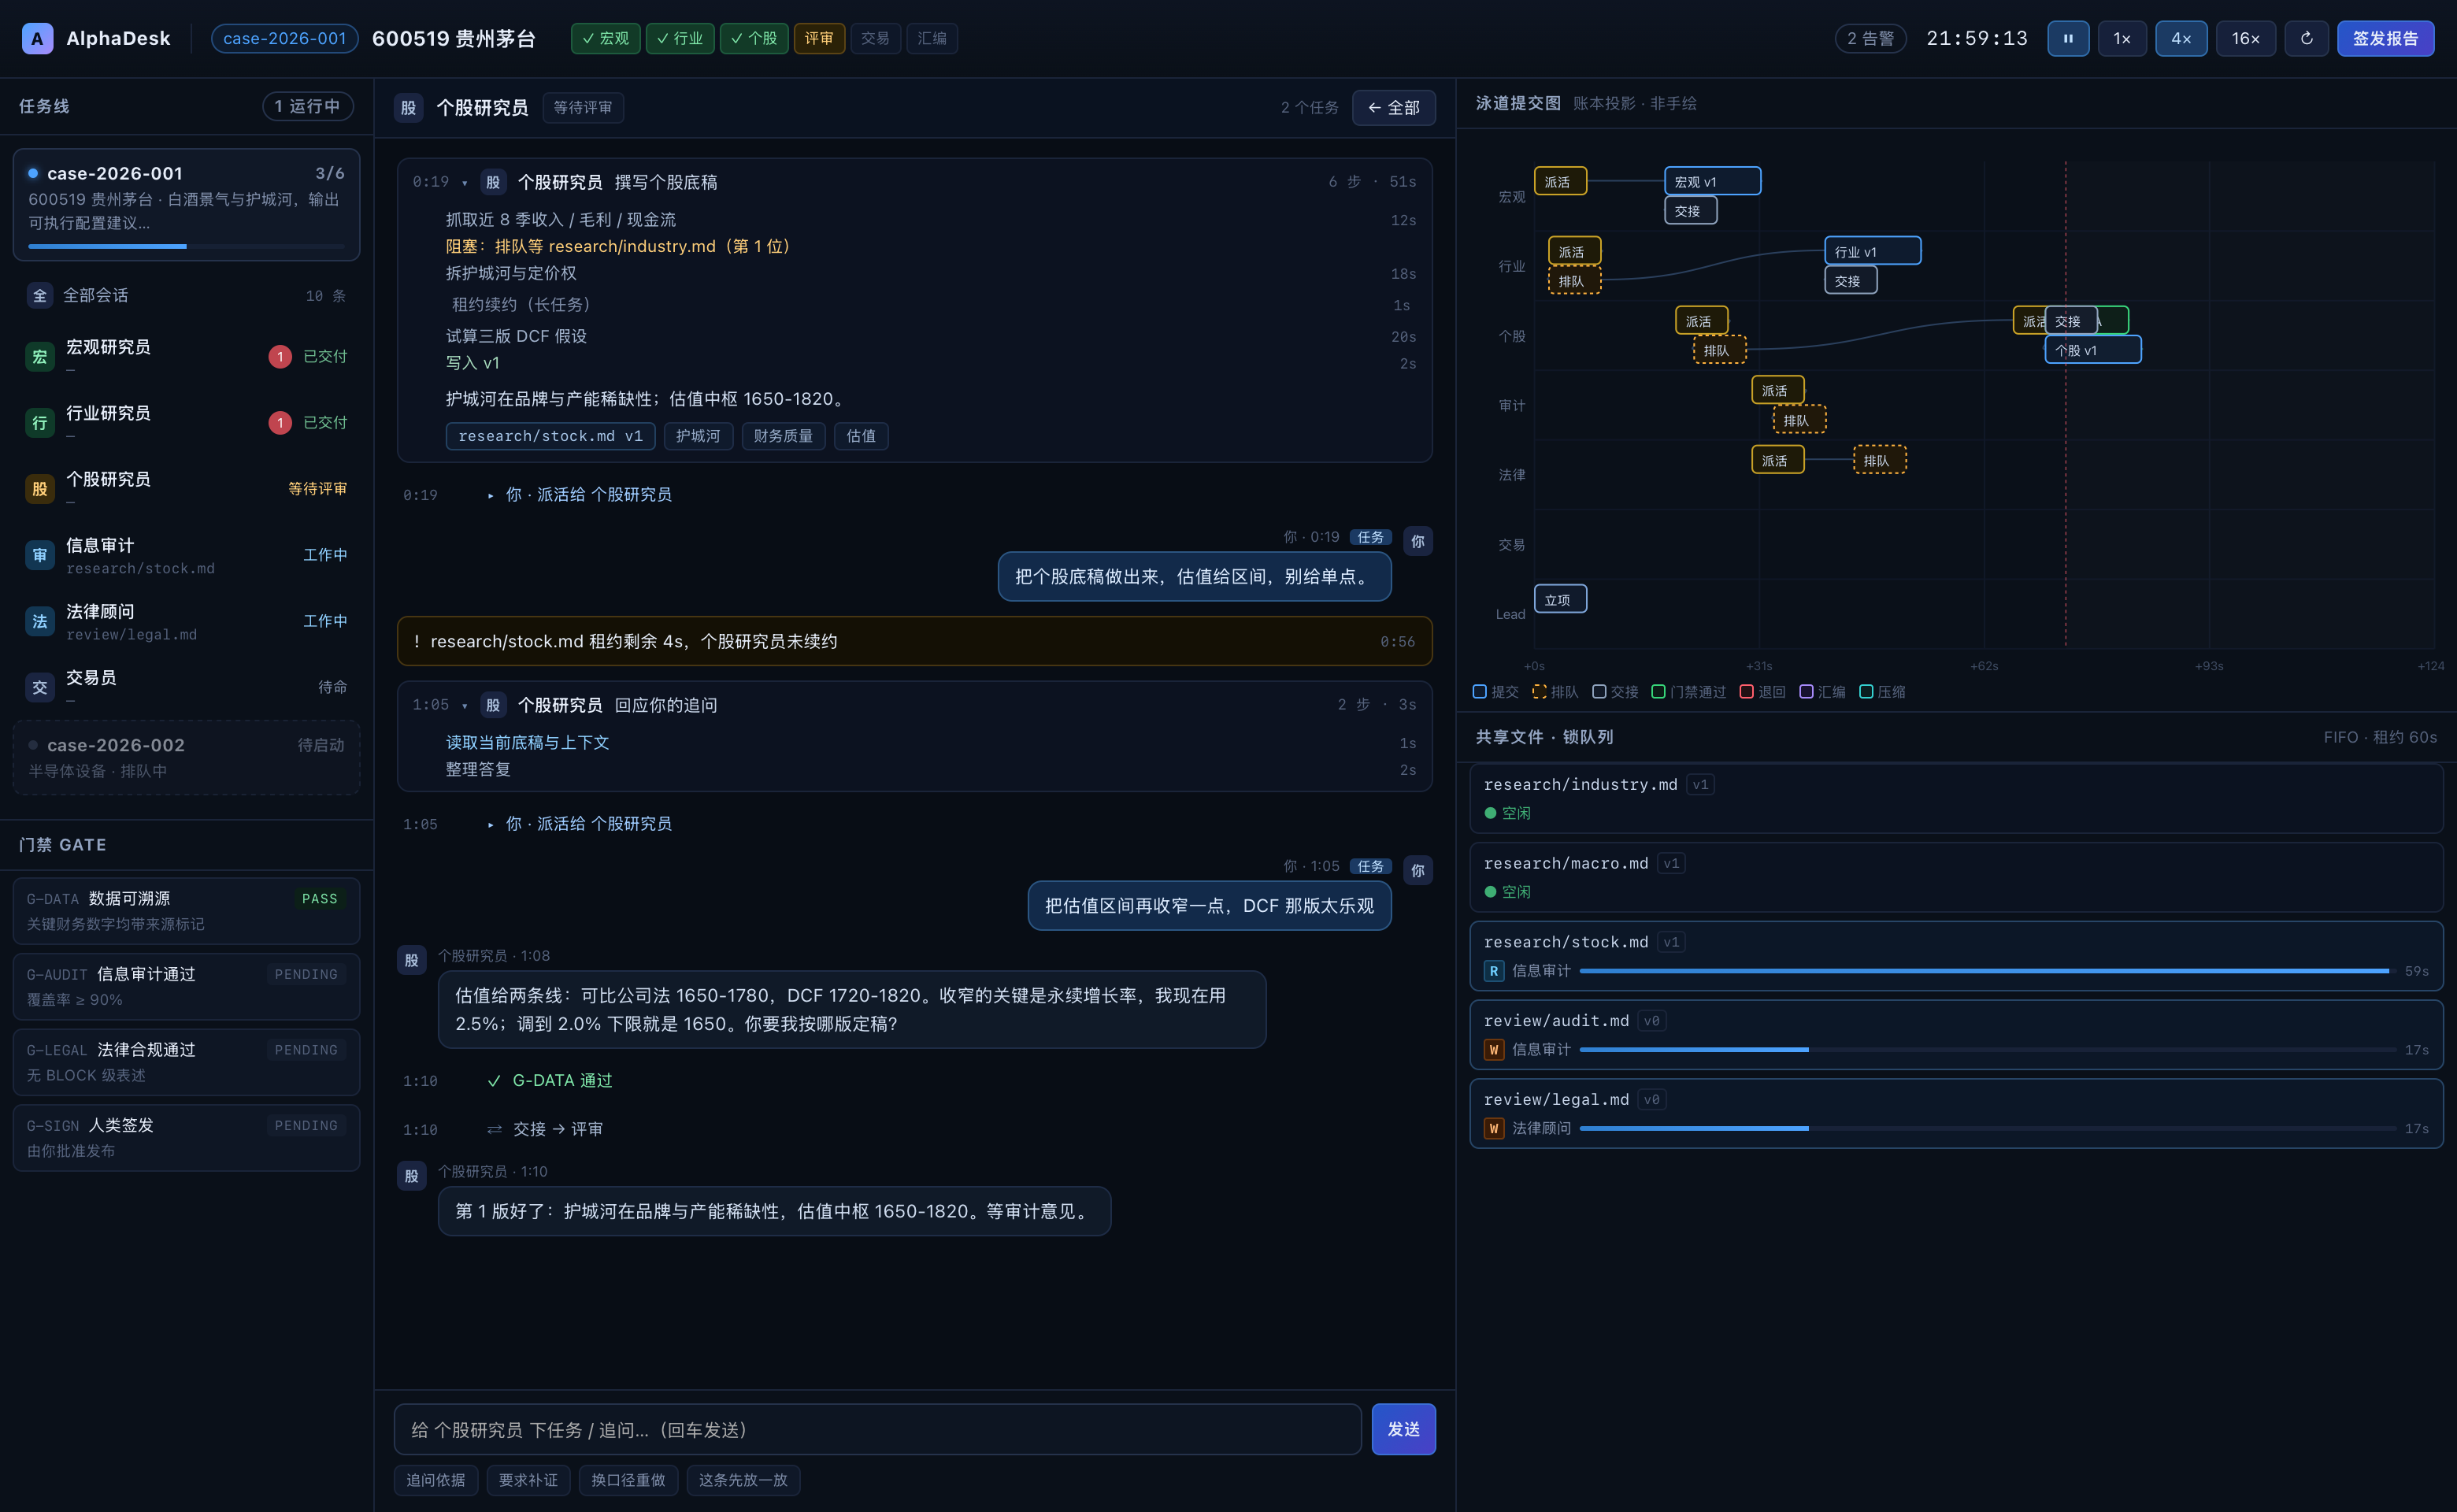 A AlphaDesk case-2026-001 600519 贵州茅台 ✓ 宏观 ✓ 行业 ✓ 个股 评审 交易 汇编 2 告警 21:59:13 1× 4× 16× ↻ 签发报告
任务线 1 运行中
case-2026-001 3/6
600519 贵州茅台 · 白酒景气与护城河，输出
可执行配置建议…
全 全部会话 10 条
宏 宏观研究员 1 已交付
—
行 行业研究员 1 已交付
—
股 个股研究员 等待评审
—
审 信息审计 工作中
research/stock.md
法 法律顾问 工作中
review/legal.md
交 交易员 待命
—
case-2026-002 待启动
半导体设备 · 排队中
门禁 GATE
G-DATA 数据可溯源 PASS
关键财务数字均带来源标记
G-AUDIT 信息审计通过 PENDING
覆盖率 ≥ 90%
G-LEGAL 法律合规通过 PENDING
无 BLOCK 级表述
G-SIGN 人类签发 PENDING
由你批准发布
股 个股研究员 等待评审 2 个任务 ← 全部
0:19 ▾ 股 个股研究员 撰写个股底稿 6 步 · 51s
抓取近 8 季收入 / 毛利 / 现金流 12s
阻塞：排队等 research/industry.md（第 1 位）
拆护城河与定价权 18s
租约续约（长任务） 1s
试算三版 DCF 假设 20s
写入 v1 2s
护城河在品牌与产能稀缺性；估值中枢 1650-1820。
research/stock.md v1 护城河 财务质量 估值
0:19 ▸ 你 · 派活给 个股研究员
你 · 0:19 任务 你
把个股底稿做出来，估值给区间，别给单点。
! research/stock.md 租约剩余 4s，个股研究员未续约 0:56
1:05 ▾ 股 个股研究员 回应你的追问 2 步 · 3s
读取当前底稿与上下文 1s
整理答复 2s
1:05 ▸ 你 · 派活给 个股研究员
你 · 1:05 任务 你
把估值区间再收窄一点，DCF 那版太乐观
股 个股研究员 · 1:08
估值给两条线：可比公司法 1650-1780，DCF 1720-1820。收窄的关键是永续增长率，我现在用
2.5%；调到 2.0% 下限就是 1650。你要我按哪版定稿？
1:10 ✓ G-DATA 通过
1:10 ⇄ 交接 → 评审
股 个股研究员 · 1:10
第 1 版好了：护城河在品牌与产能稀缺性，估值中枢 1650-1820。等审计意见。
给 个股研究员 下任务 / 追问…（回车发送） 发送
追问依据 要求补证 换口径重做 这条先放一放
泳道提交图 账本投影 · 非手绘
宏观 派活 宏观 v1
交接
行业 派活 行业 v1
排队 交接
个股 派活 派活 交接
排队 个股 v1
审计 派活
排队
法律 派活 排队
交易
Lead 立项
+0s +31s +62s +93s +124
提交 排队 交接 门禁通过 退回 汇编 压缩
共享文件 · 锁队列 FIFO · 租约 60s
research/industry.md v1
空闲
research/macro.md v1
空闲
research/stock.md v1
R 信息审计 59s
review/audit.md v0
W 信息审计 17s
review/legal.md v0
W 法律顾问 17s